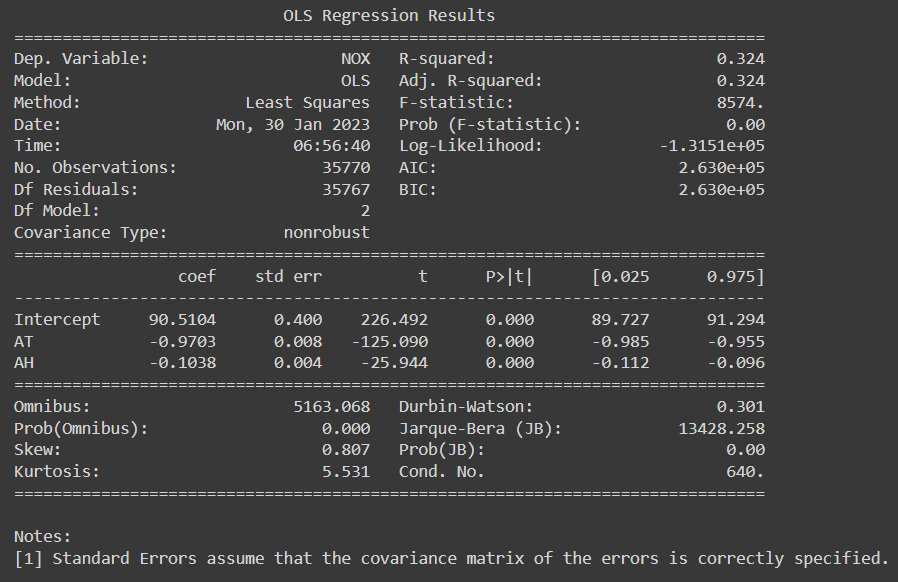 OLS Regression Results
==============================================================================
Dep. Variable:                    NOX   R-squared:                       0.324
Model:                            OLS   Adj. R-squared:                  0.324
Method:                 Least Squares   F-statistic:                     8574.
Date:                Mon, 30 Jan 2023   Prob (F-statistic):               0.00
Time:                        06:56:40   Log-Likelihood:            -1.3151e+05
No. Observations:               35770   AIC:                         2.630e+05
Df Residuals:                   35767   BIC:                         2.630e+05
Df Model:                           2
Covariance Type:            nonrobust
==============================================================================
                 coef    std err          t      P>|t|      [0.025      0.975]
------------------------------------------------------------------------------
Intercept     90.5104      0.400    226.492      0.000      89.727      91.294
AT            -0.9703      0.008   -125.090      0.000      -0.985      -0.955
AH            -0.1038      0.004    -25.944      0.000      -0.112      -0.096
==============================================================================
Omnibus:                     5163.068   Durbin-Watson:                   0.301
Prob(Omnibus):                  0.000   Jarque-Bera (JB):            13428.258
Skew:                           0.807   Prob(JB):                         0.00
Kurtosis:                       5.531   Cond. No.                         640.
==============================================================================
Notes:
[1] Standard Errors assume that the covariance matrix of the errors is correctly specified.